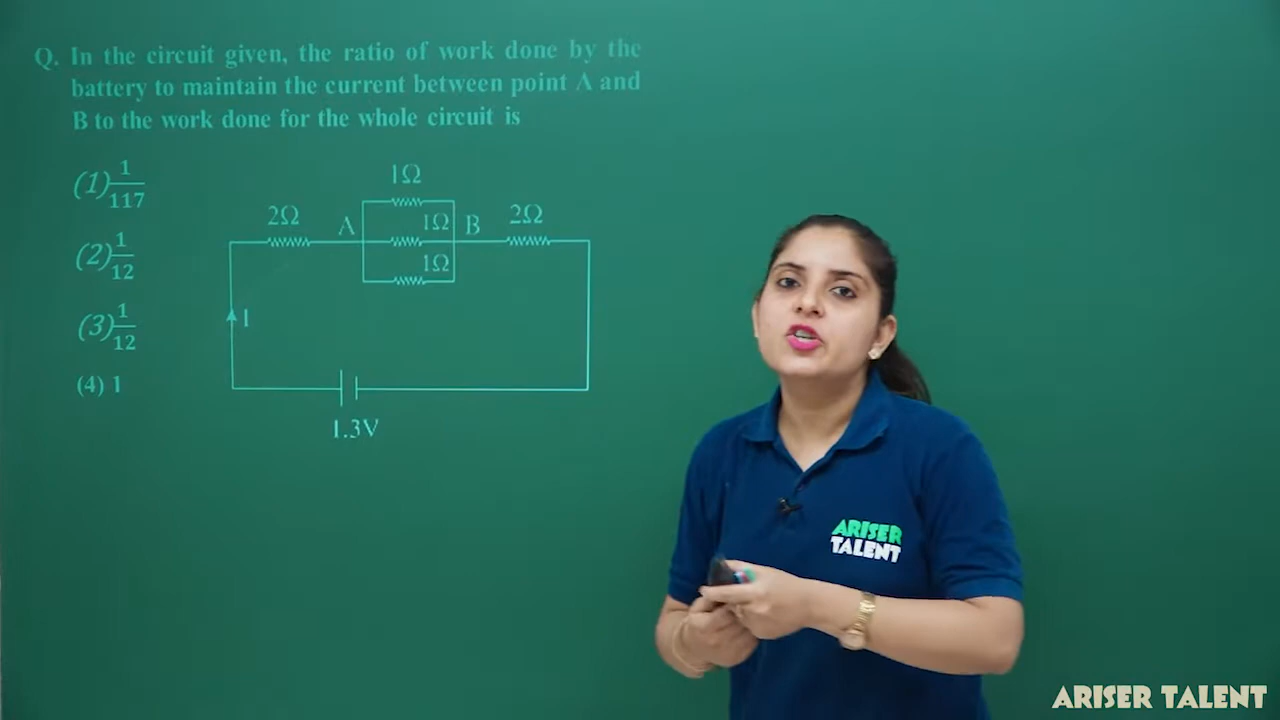 Q. In the circuit given, the ratio of work done by the
battery to maintain the current between point A and
B to the work done for the whole circuit is
(1) 1/117
(2) 1/12
(3) 1/12
(4) 1
1Ω
2Ω A 1Ω B 2Ω
1Ω
I
1.3V
ARISER
TALENT
ARISER TALENT